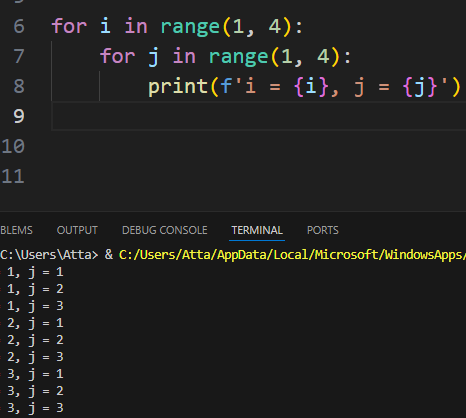 6 for i in range(1, 4):
7     for j in range(1, 4):
8         print(f'i = {i}, j = {j}')
9
10
11
BLEMS OUTPUT DEBUG CONSOLE TERMINAL PORTS
C:\Users\Atta> & C:/Users/Atta/AppData/Local/Microsoft/WindowsApps/
1, j = 1
1, j = 2
1, j = 3
2, j = 1
2, j = 2
2, j = 3
3, j = 1
3, j = 2
3, j = 3